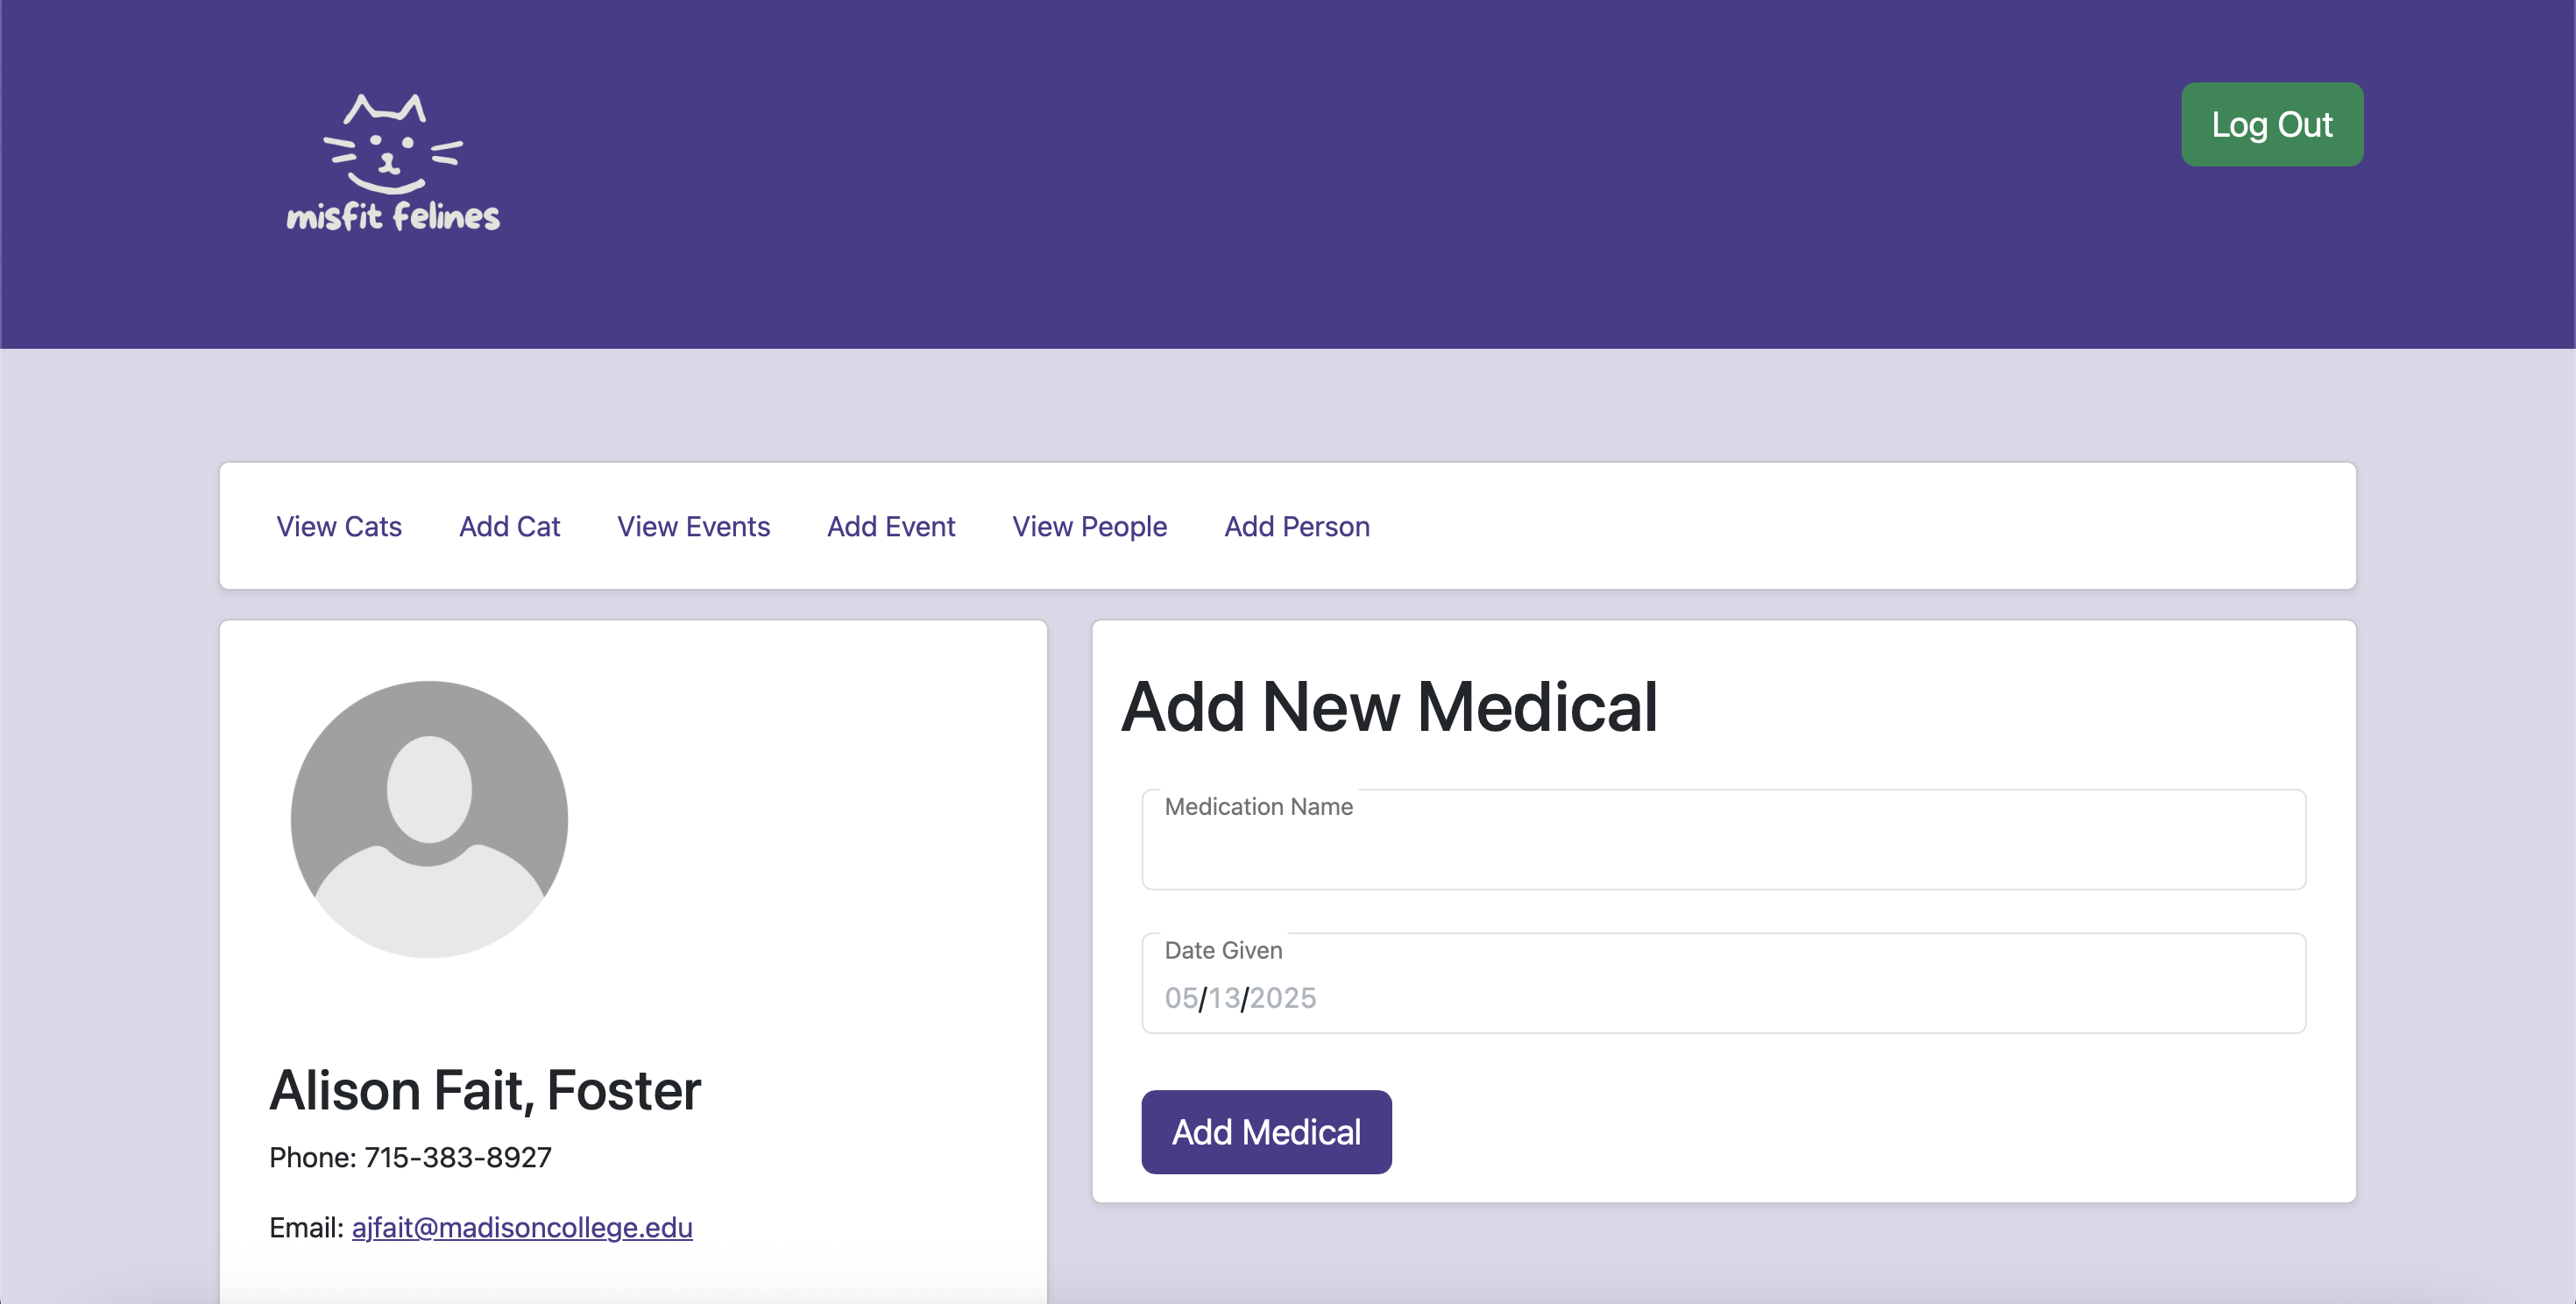 misfit felines
Log Out
View Cats Add Cat View Events Add Event View People Add Person
Alison Fait, Foster
Phone: 715-383-8927
Email: ajfait@madisoncollege.edu
Add New Medical
Medication Name
Date Given
05/13/2025
Add Medical